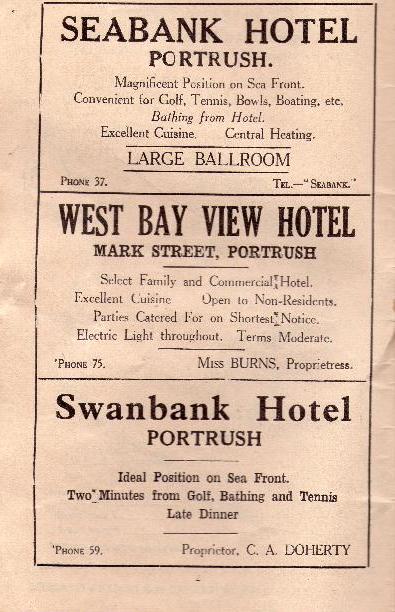 SEABANK HOTEL
PORTRUSH.
Magnificent Position on Sea Front.
Convenient for Golf, Tennis, Bowls, Boating, etc.
Bathing from Hotel.
Excellent Cuisine. Central Heating.
LARGE BALLROOM
PHONE 37. TEL.—"SEABANK."
WEST BAY VIEW HOTEL
MARK STREET, PORTRUSH
Select Family and Commercial Hotel.
Excellent Cuisine Open to Non-Residents.
Parties Catered For on Shortest Notice.
Electric Light throughout. Terms Moderate.
'PHONE 75. MISS BURNS, Proprietress.
Swanbank Hotel
PORTRUSH
Ideal Position on Sea Front.
Two Minutes from Golf, Bathing and Tennis
Late Dinner
'PHONE 59. Proprietor, C. A. DOHERTY